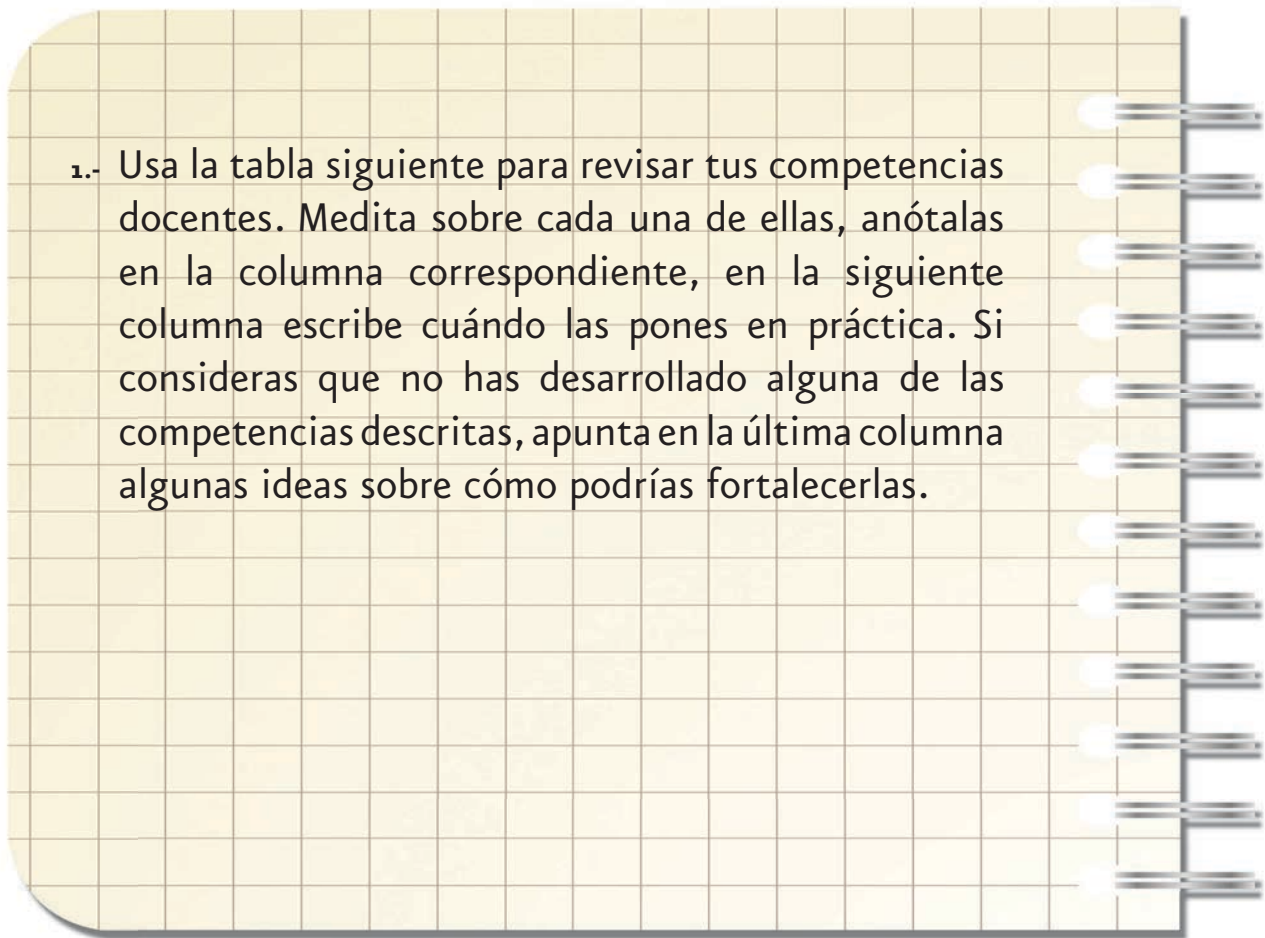 1.- Usa la tabla siguiente para revisar tus competencias
docentes. Medita sobre cada una de ellas, anótalas
en la columna correspondiente, en la siguiente
columna escribe cuándo las pones en práctica. Si
consideras que no has desarrollado alguna de las
competencias descritas, apunta en la última columna
algunas ideas sobre cómo podrías fortalecerlas.